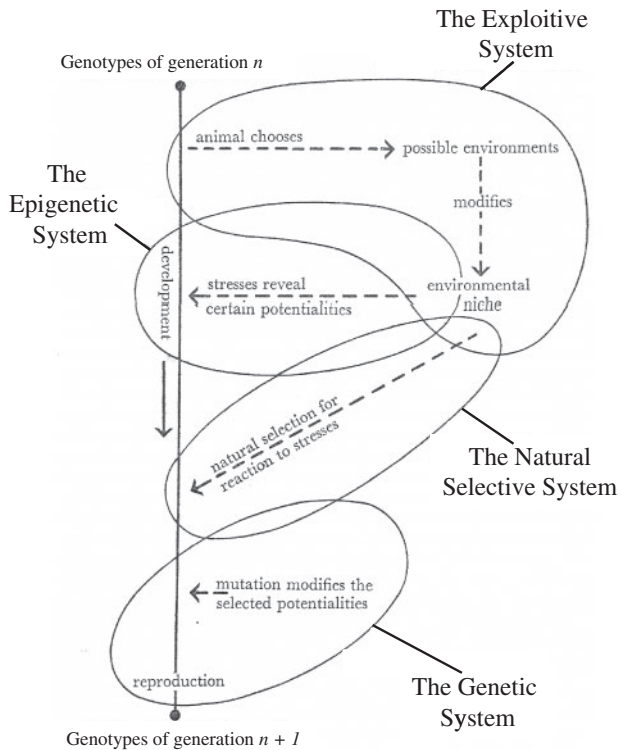 The Exploitive
System
Genotypes of generation n
animal chooses
possible environments
The
Epigenetic
System
modifies
development
stresses reveal
certain potentialities
environmental
niche
natural selection for
reaction to stresses
The Natural
Selective System
mutation modifies the
selected potentialities
reproduction
The Genetic
System
Genotypes of generation n + 1